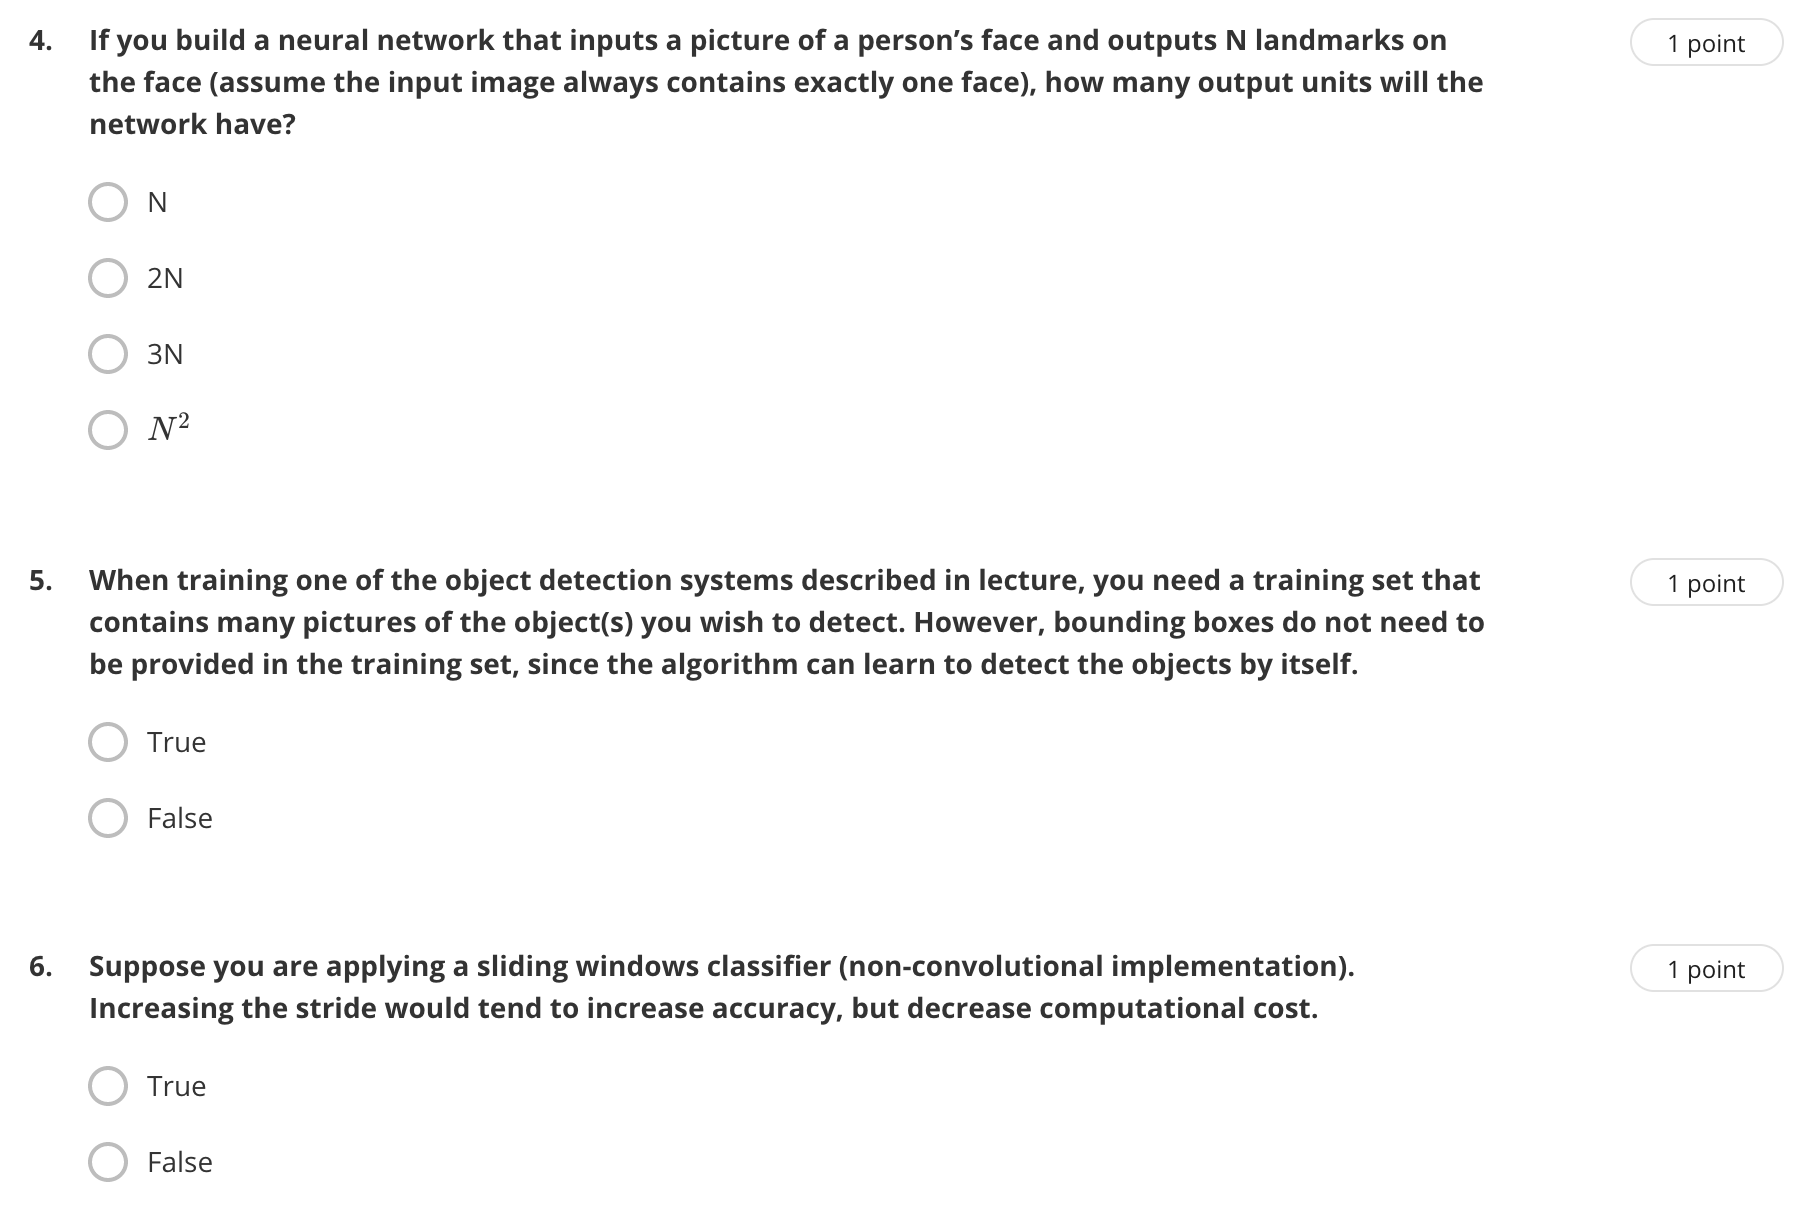 4. If you build a neural network that inputs a picture of a person’s face and outputs N landmarks on 1 point
the face (assume the input image always contains exactly one face), how many output units will the
network have?
N
2N
3N
N²
5. When training one of the object detection systems described in lecture, you need a training set that 1 point
contains many pictures of the object(s) you wish to detect. However, bounding boxes do not need to
be provided in the training set, since the algorithm can learn to detect the objects by itself.
True
False
6. Suppose you are applying a sliding windows classifier (non-convolutional implementation). 1 point
Increasing the stride would tend to increase accuracy, but decrease computational cost.
True
False